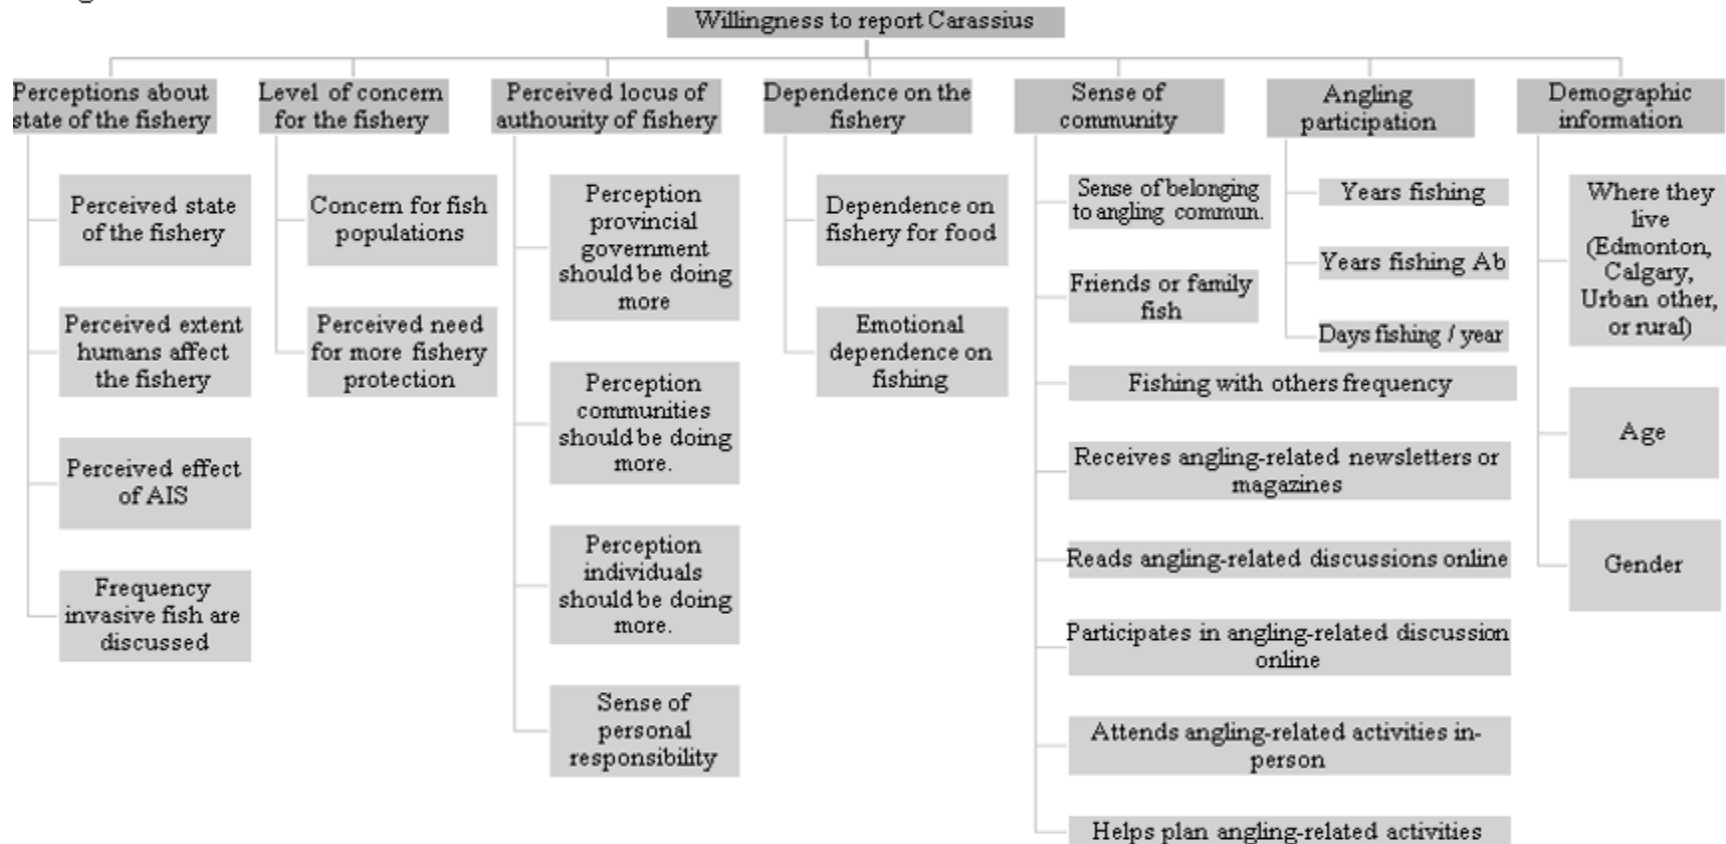 Willingness to report Carassius
Perceptions about
state of the fishery
Level of concern
for the fishery
Perceived locus of
authourity of fishery
Dependence on the
fishery
Sense of
community
Angling
participation
Demographic
information
Perceived state
of the fishery
Perceived extent
humans affect
the fishery
Perceived effect
of AIS
Frequency
invasive fish are
discussed
Concern for fish
populations
Perceived need
for more fishery
protection
Perception
provincial
government
should be doing
more
Perception
communities
should be doing
more.
Perception
individuals
should be doing
more.
Sense of
personal
responsibility
Dependence on
fishery for food
Emotional
dependence on
fishing
Sense of belonging
to angling commun.
Friends or family
fish
Fishing with others frequency
Receives angling-related newsletters or
magazines
Reads angling-related discussions online
Participates in angling-related discussion
online
Attends angling-related activities in-
person
Helps plan angling-related activities
Years fishing
Years fishing Ab
Days fishing / year
Where they
live
(Edmonton,
Calgary,
Urban other,
or rural)
Age
Gender